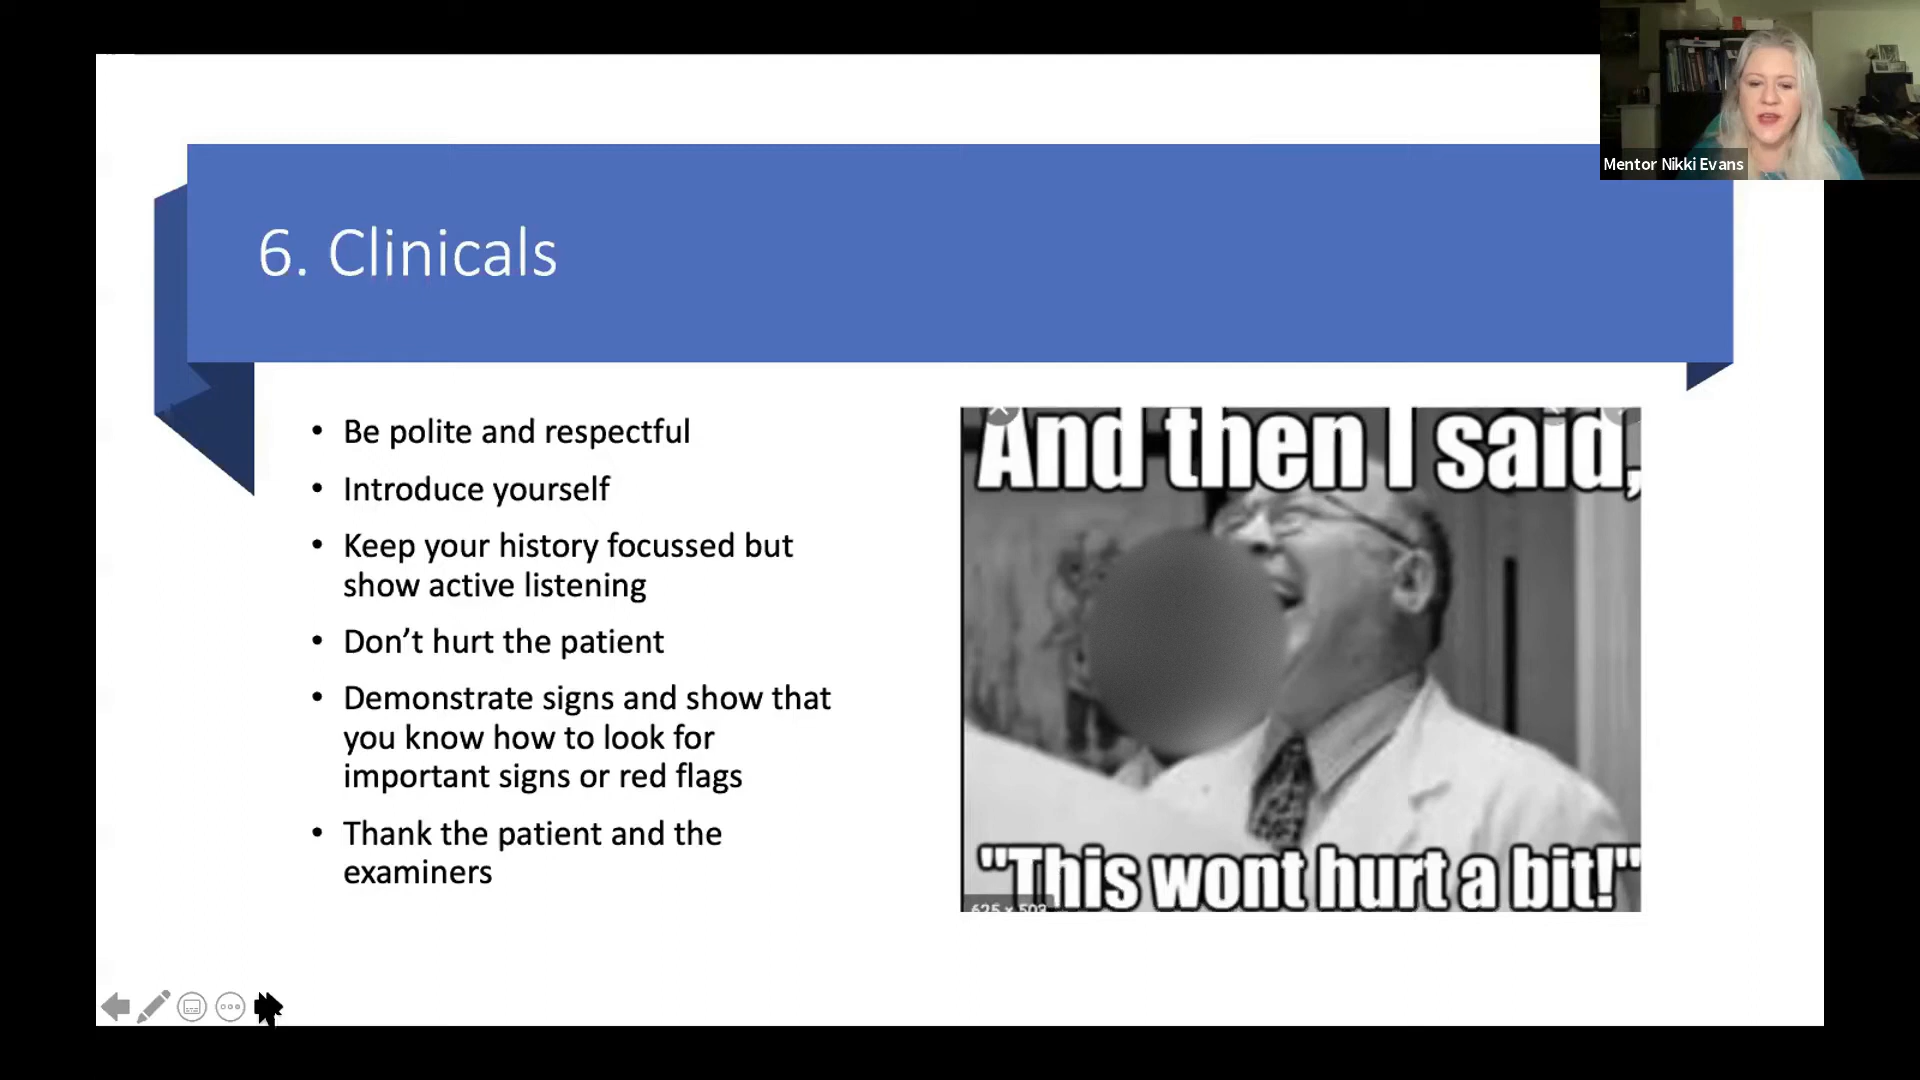 Mentor Nikki Evans
6. Clinicals
• Be polite and respectful
• Introduce yourself
• Keep your history focussed but
show active listening
• Don’t hurt the patient
• Demonstrate signs and show that
you know how to look for
important signs or red flags
• Thank the patient and the
examiners
And then I said,
"This wont hurt a bit!"
625 x 503